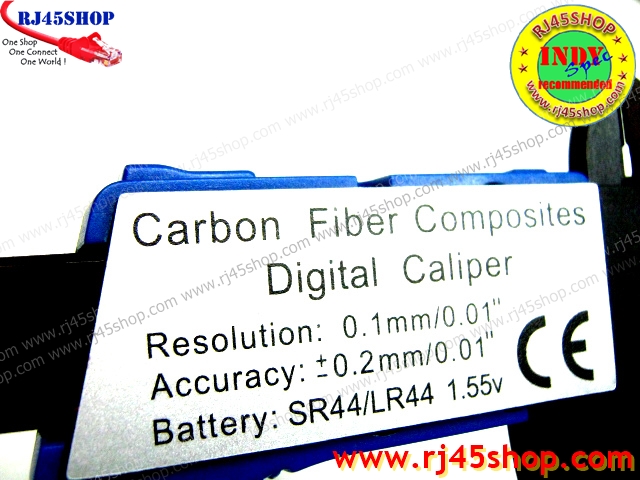 RJ45SHOP
One Shop
One Connect
One World !
www.rj45shop.com
INDY
Spec
recommended
www.rj45shop.com
Carbon Fiber Composites
Digital Caliper
Resolution: 0.1mm/0.01"
Accuracy: ±0.2mm/0.01"
Battery: SR44/LR44 1.55v
CE
www.rj45shop.com